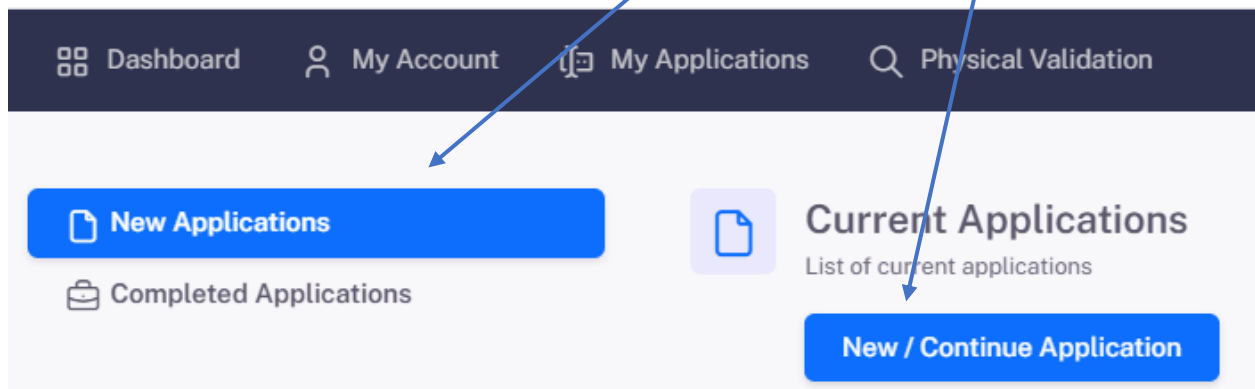 Dashboard My Account My Applications Physical Validation
New Applications
Completed Applications
Current Applications
List of current applications
New / Continue Application